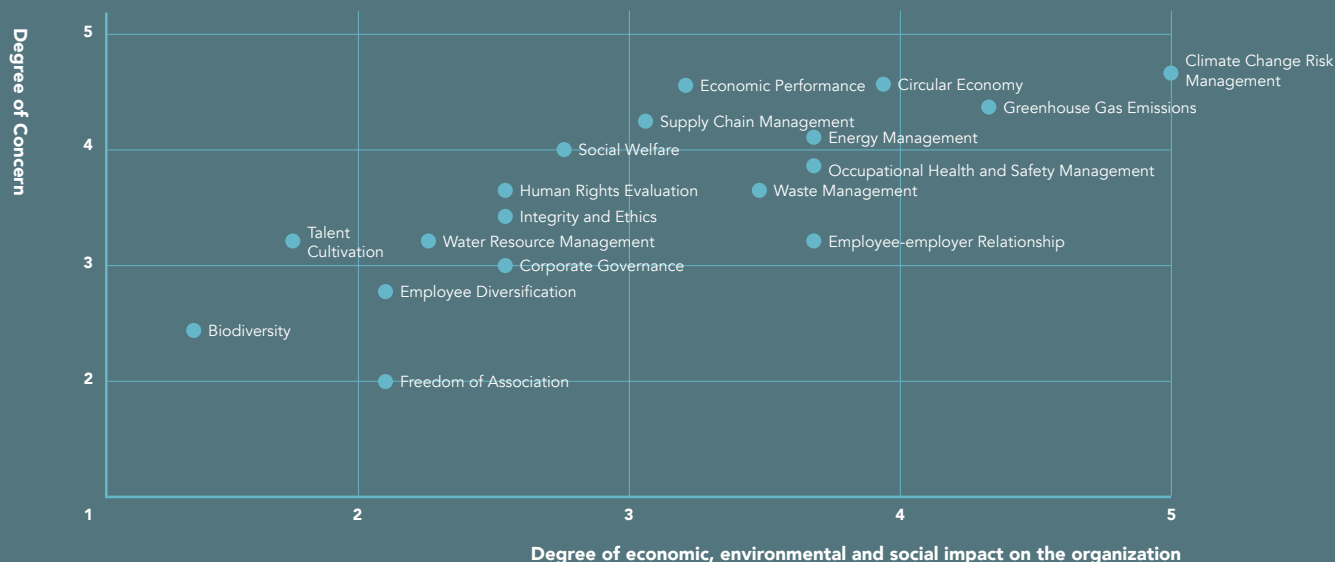 Degree of Concern
5
4
3
2
1
2
3
4
5
Climate Change Risk
Management
Economic Performance
Circular Economy
Greenhouse Gas Emissions
Supply Chain Management
Energy Management
Social Welfare
Occupational Health and Safety Management
Human Rights Evaluation
Waste Management
Integrity and Ethics
Talent
Cultivation
Water Resource Management
Employee-employer Relationship
Corporate Governance
Employee Diversification
Biodiversity
Freedom of Association
Degree of economic, environmental and social impact on the organization